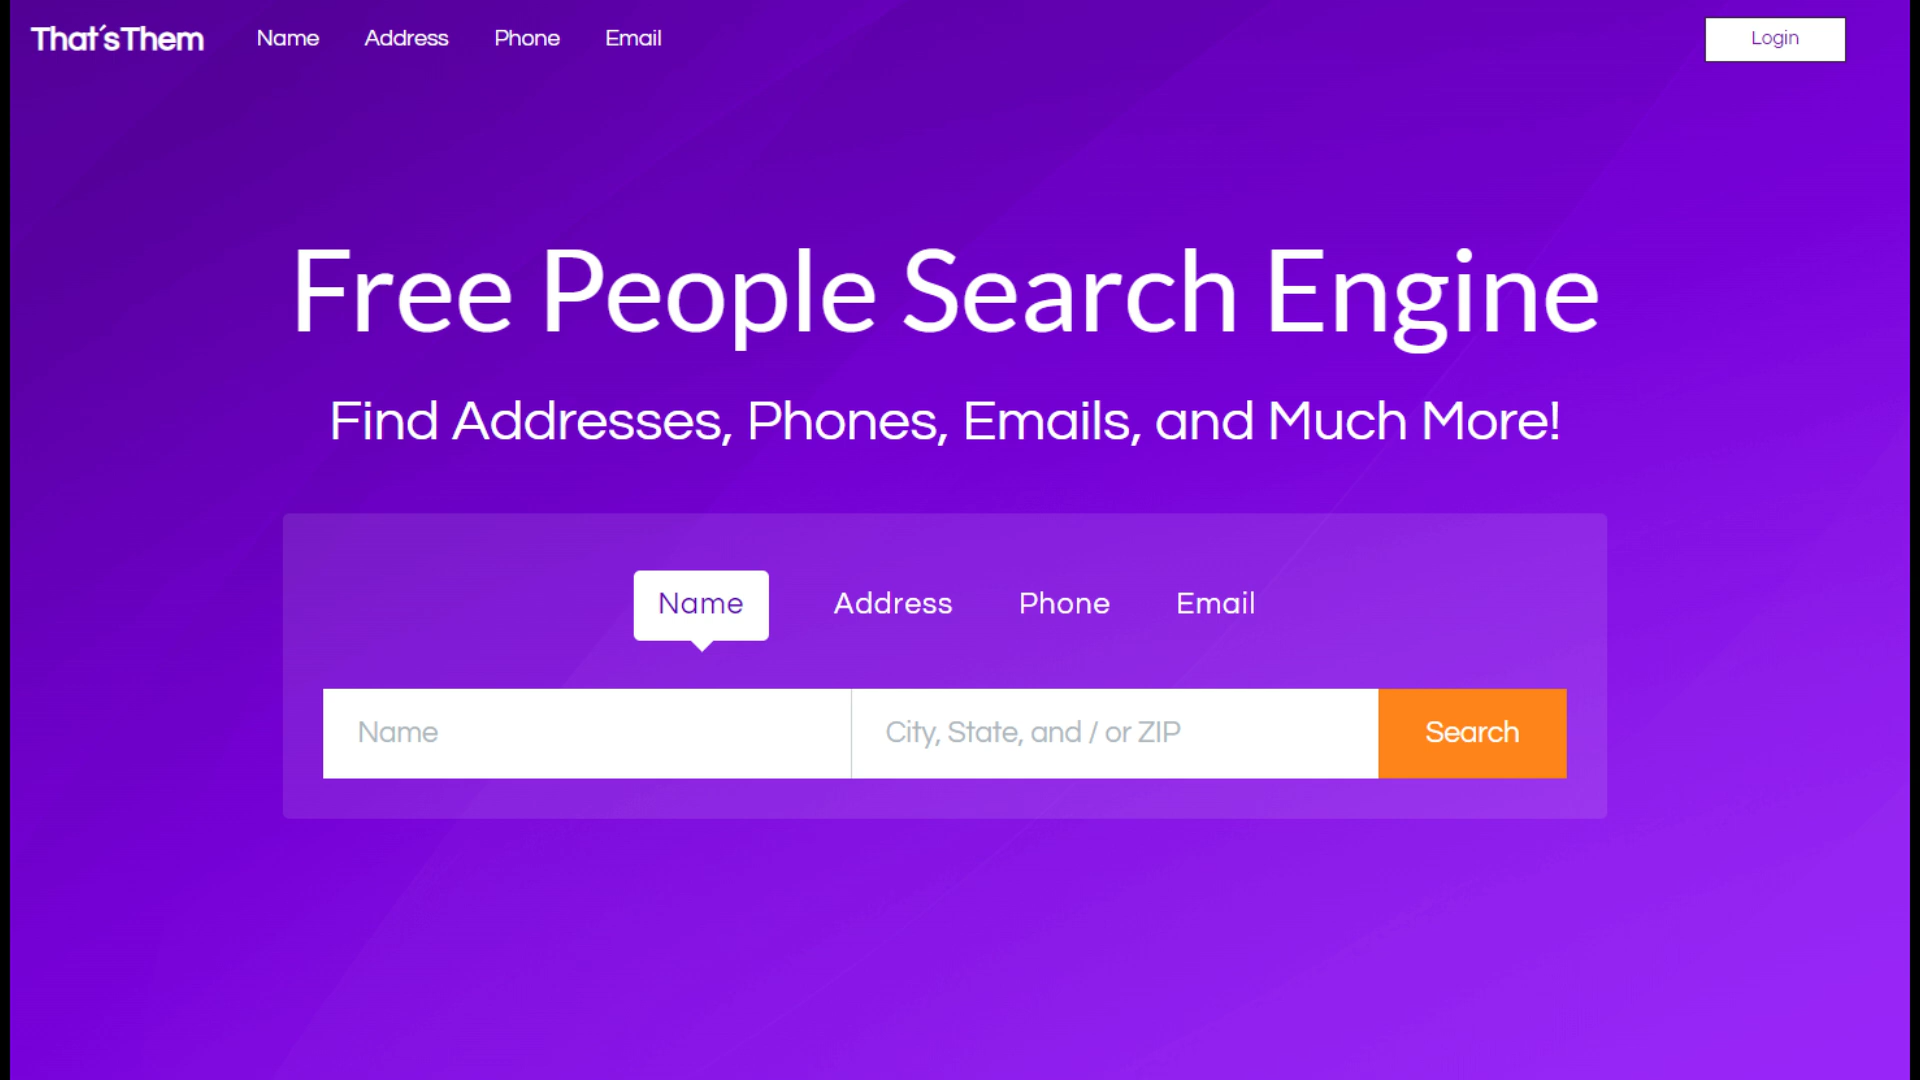 That'sThem Name Address Phone Email Login
Free People Search Engine
Find Addresses, Phones, Emails, and Much More!
Name Address Phone Email
Name City, State, and / or ZIP Search